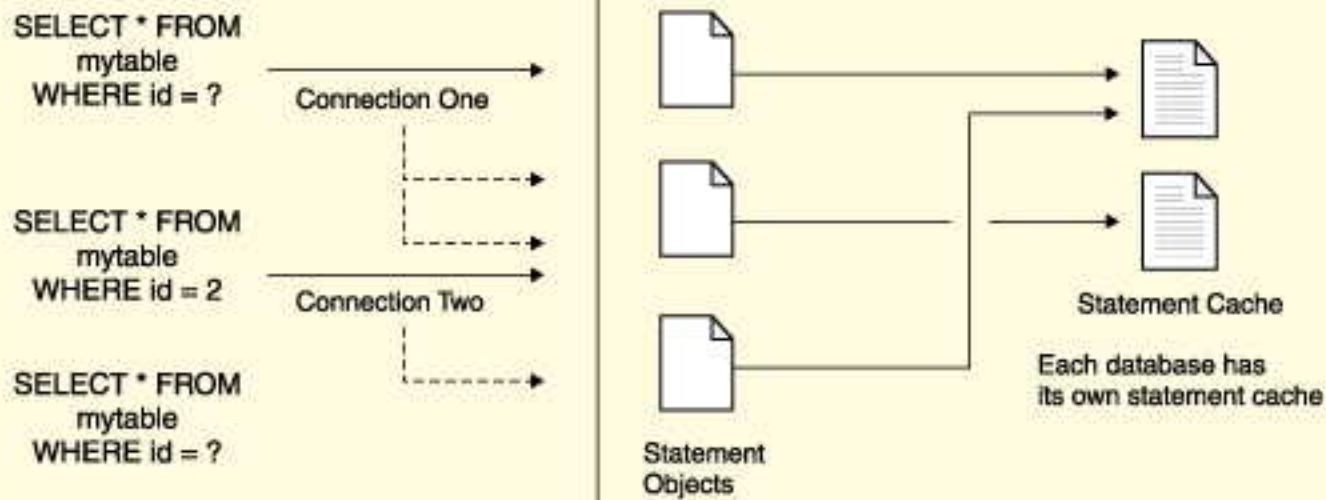 SELECT * FROM
mytable
WHERE id = ?
Connection One
SELECT * FROM
mytable
WHERE id = 2
Connection Two
SELECT * FROM
mytable
WHERE id = ?
Statement
Objects
Statement Cache
Each database has
its own statement cache